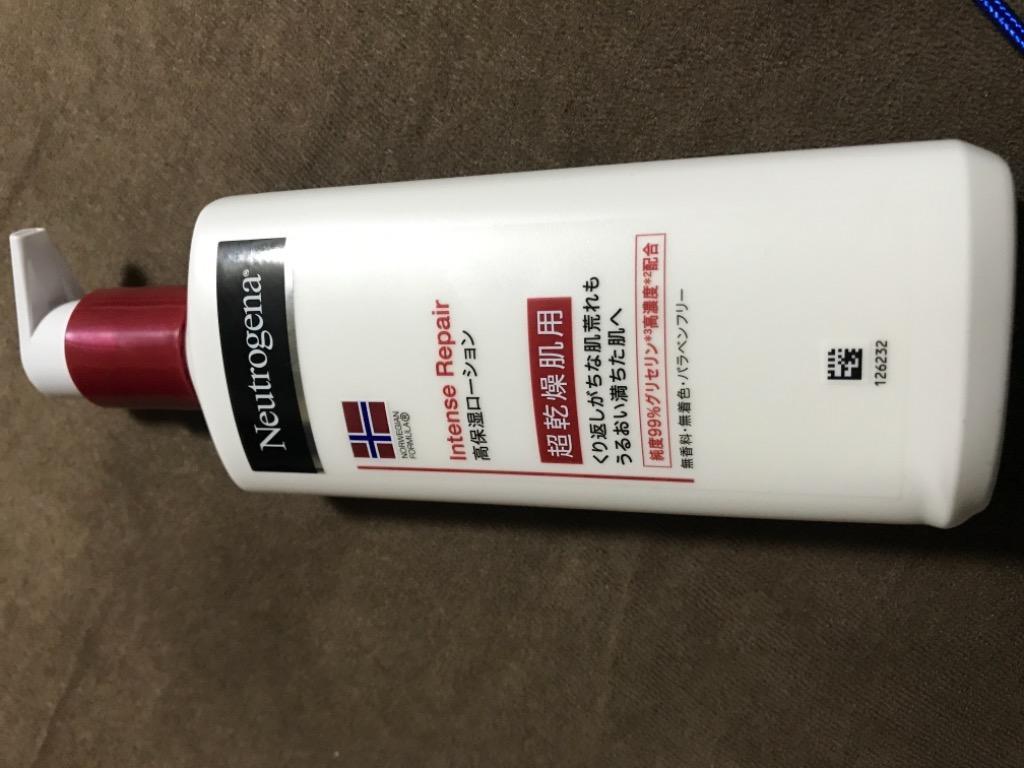 Neutrogena®
NORWEGIAN
FORMULA®
Intense Repair
高保湿ローション
超乾燥肌用
くり返しがちな肌荒れも
うるおい満ちた肌へ
純度99%グリセリン*3高濃度*2配合
無香料・無着色・パラベンフリー
126232